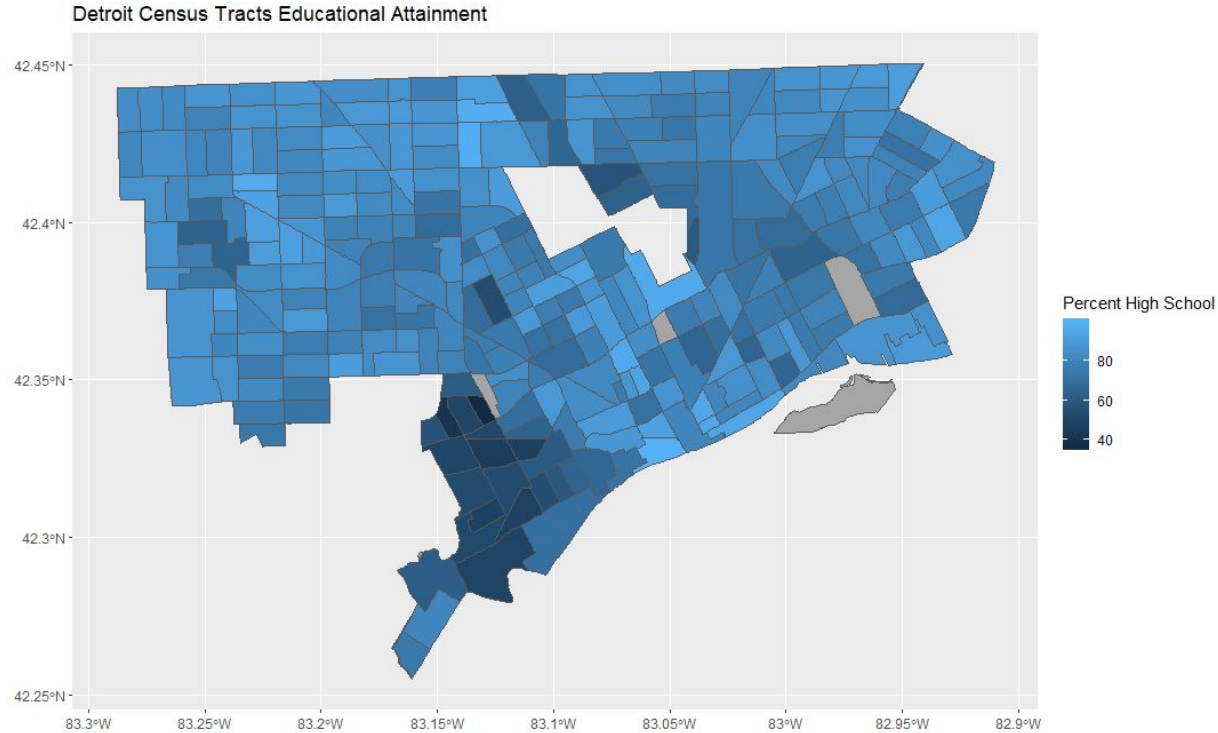 Detroit Census Tracts Educational Attainment
42.45°N
42.4°N
42.35°N
42.3°N
42.25°N
83.3°W 83.25°W 83.2°W 83.15°W 83.1°W 83.05°W 83°W 82.95°W 82.9°W
Percent High School
80
60
40